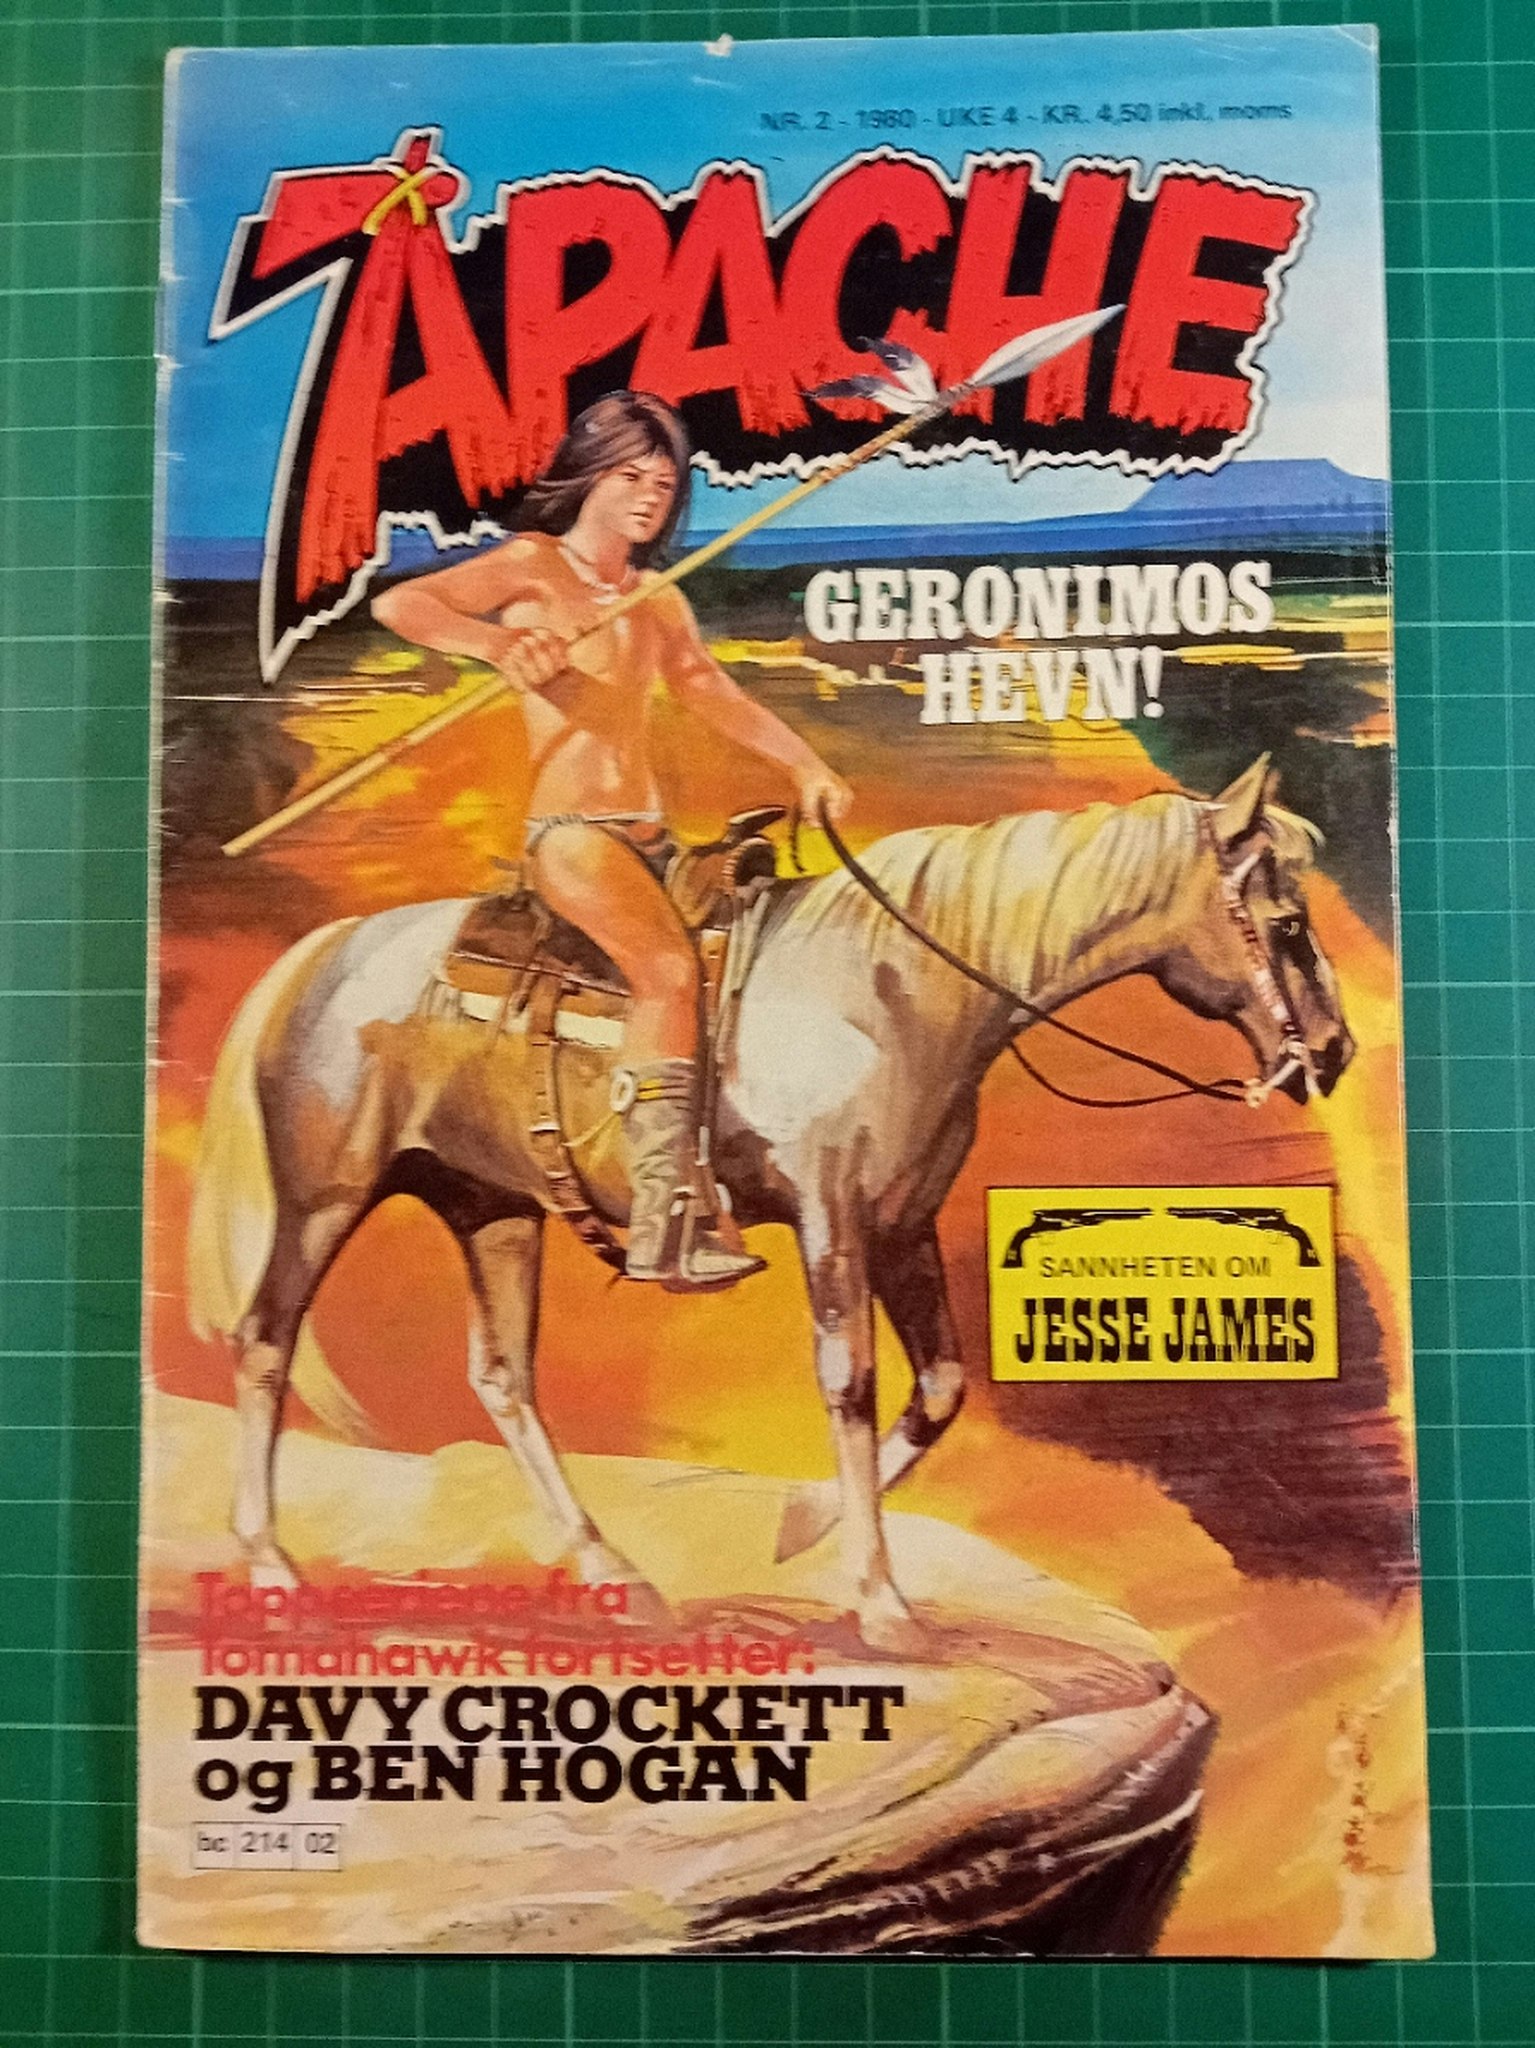 NR. 2 - 1980 - UKE 4 - KR. 4,50 inkl. moms
APACHE
GERONIMOS
HEVN!
SANNHETEN OM
JESSE JAMES
Toppseriene fra
Tomahawk fortsetter:
DAVY CROCKETT
og BEN HOGAN
bc 214 02